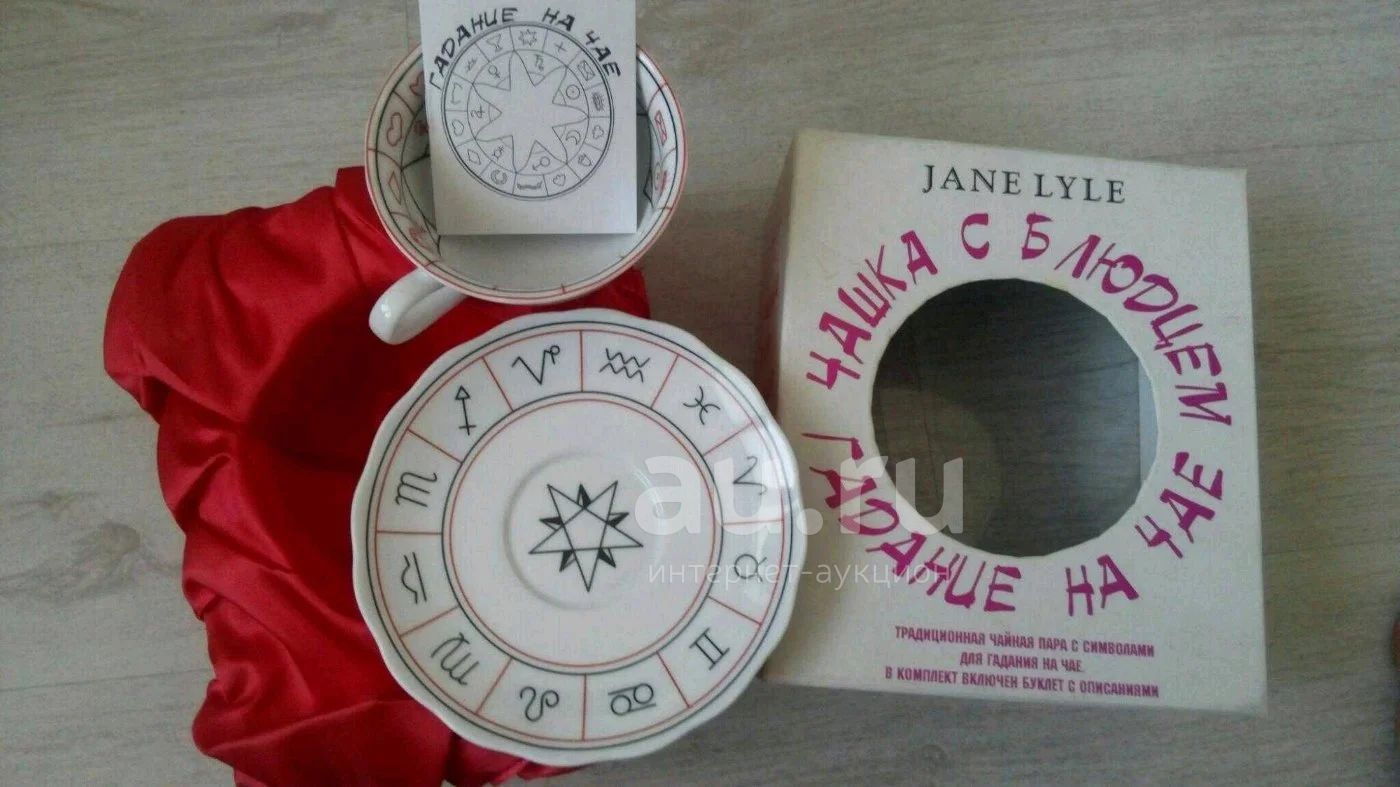 ГАДАНИЕ НА ЧАЕ
JANE LYLE
ЧАШКА С БЛЮДЦЕМ
ГАДАНИЕ НА ЧАЕ
ТРАДИЦИОННАЯ ЧАЙНАЯ ПАРА С СИМВОЛАМИ
ДЛЯ ГАДАНИЯ НА ЧАЕ.
В КОМПЛЕКТ ВКЛЮЧЕН БУКЛЕТ С ОПИСАНИЯМИ
au.ru
интернет-аукцион